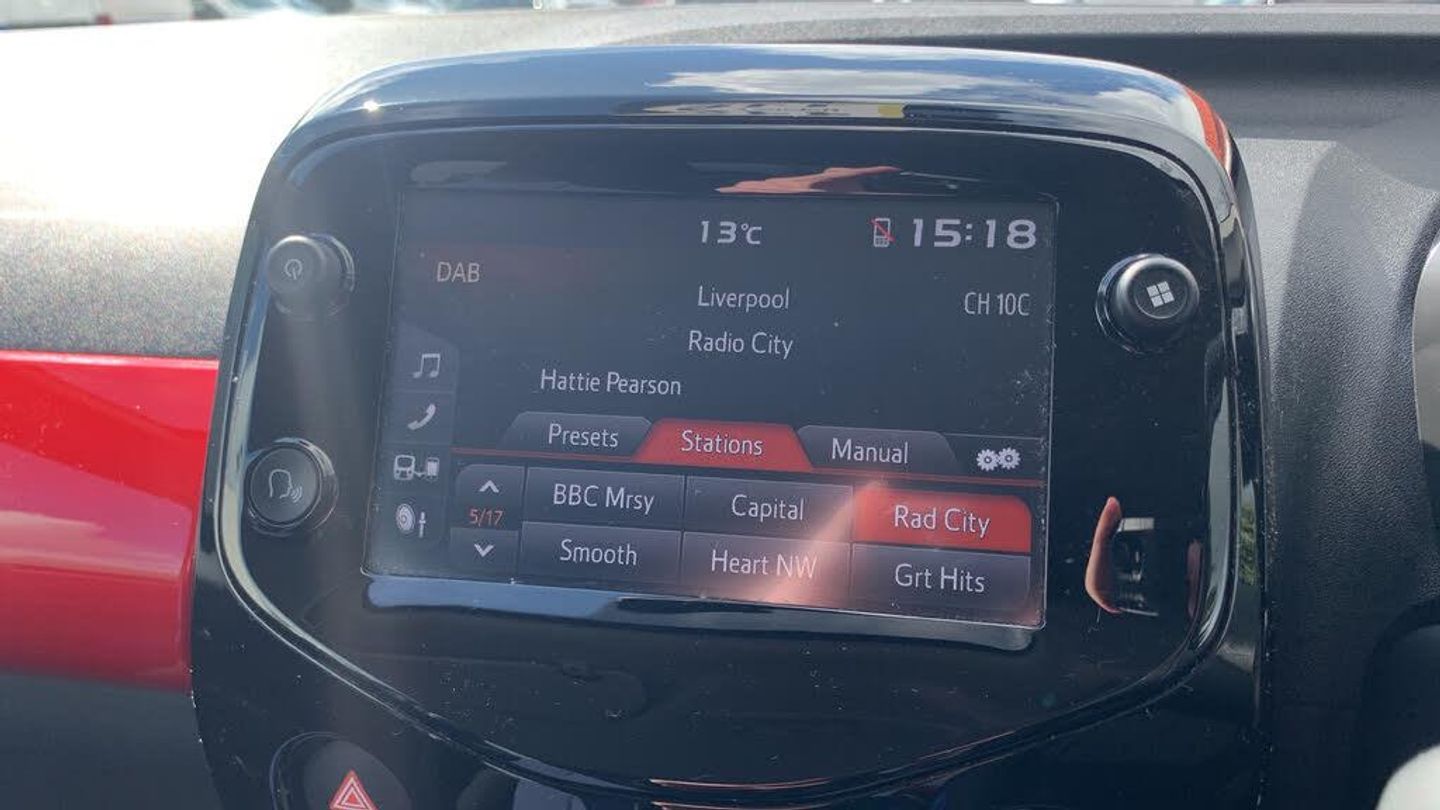 13°C 15:18
DAB
Liverpool CH 10C
Radio City
Hattie Pearson
Presets Stations Manual
BBC Mrsy Capital Rad City
5/17
Smooth Heart NW Grt Hits